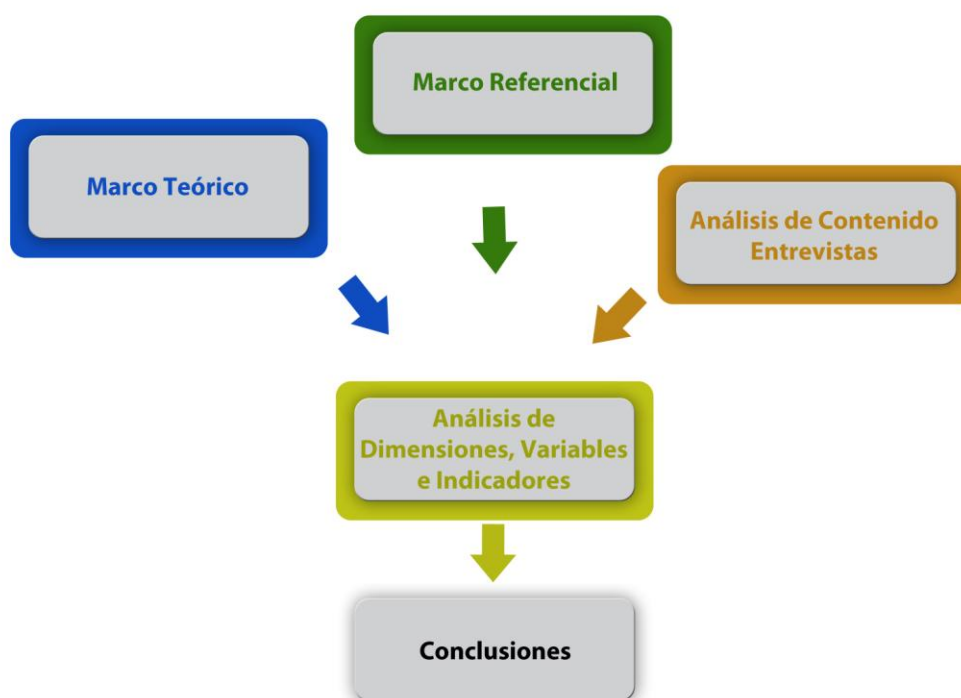 Marco Referencial
Marco Teórico
Análisis de Contenido
Entrevistas
Análisis de
Dimensiones, Variables
e Indicadores
Conclusiones